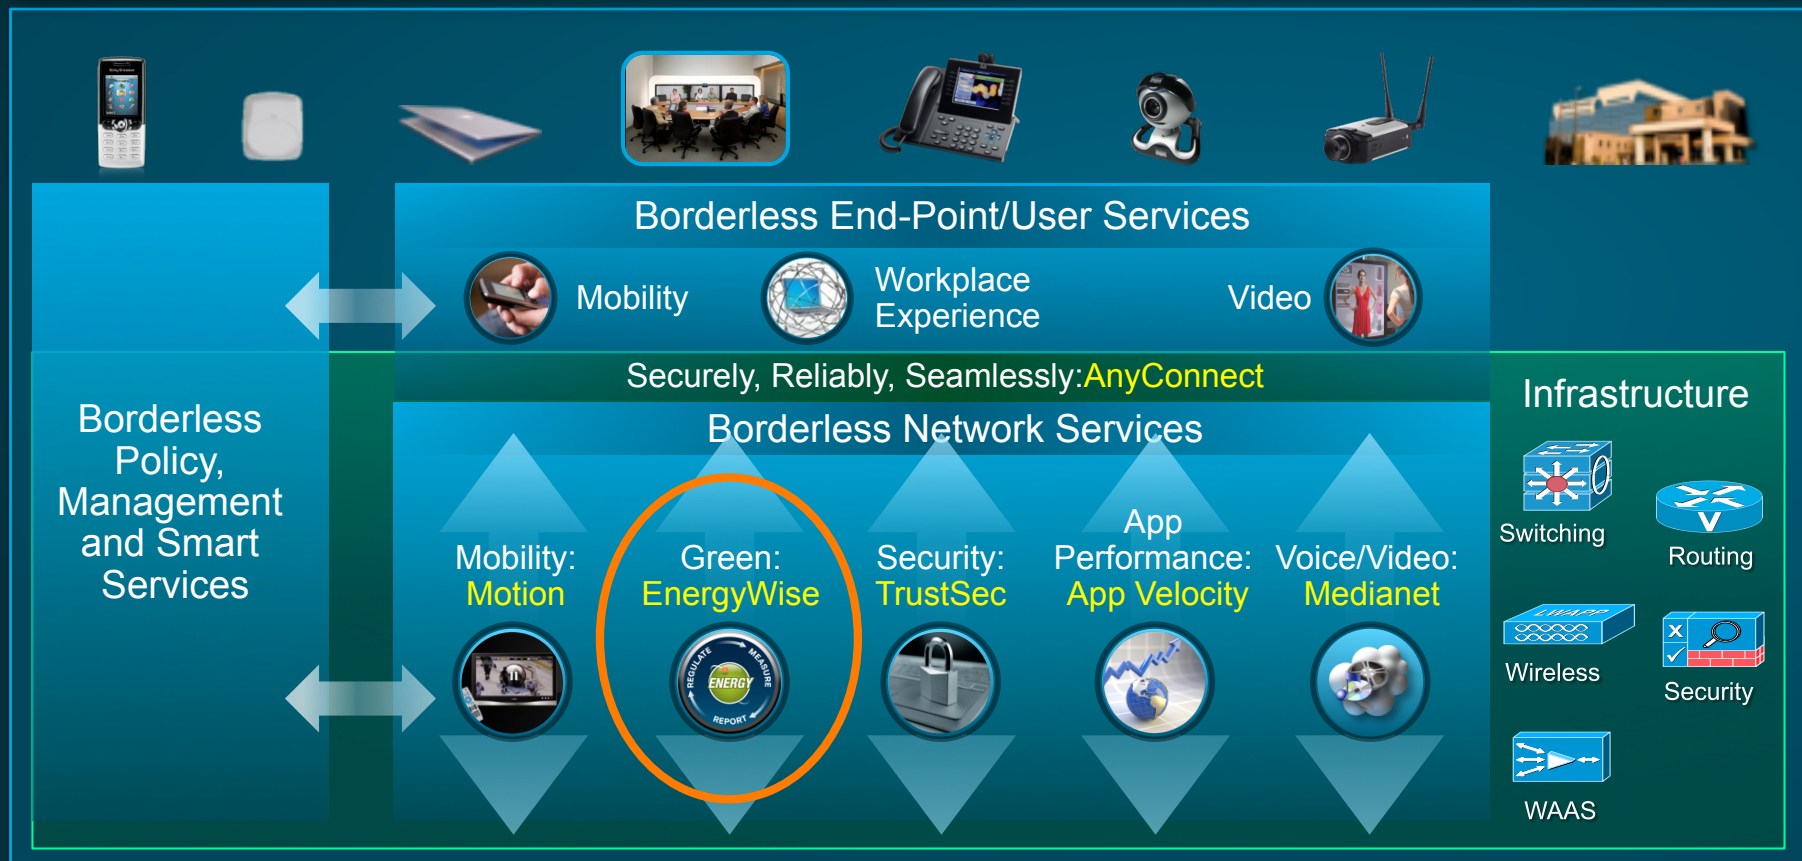 Borderless End-Point/User Services
Mobility
Workplace
Experience
Video
Securely, Reliably, Seamlessly:AnyConnect
Borderless
Policy,
Management
and Smart
Services
Borderless Network Services
Mobility:
Motion
Green:
EnergyWise
REGULATE
MEASURE
ENERGY
REPORT
Security:
TrustSec
App
Performance:
App Velocity
Voice/Video:
Medianet
Infrastructure
Switching
V
Routing
LWAPP
Wireless
X
Security
WAAS